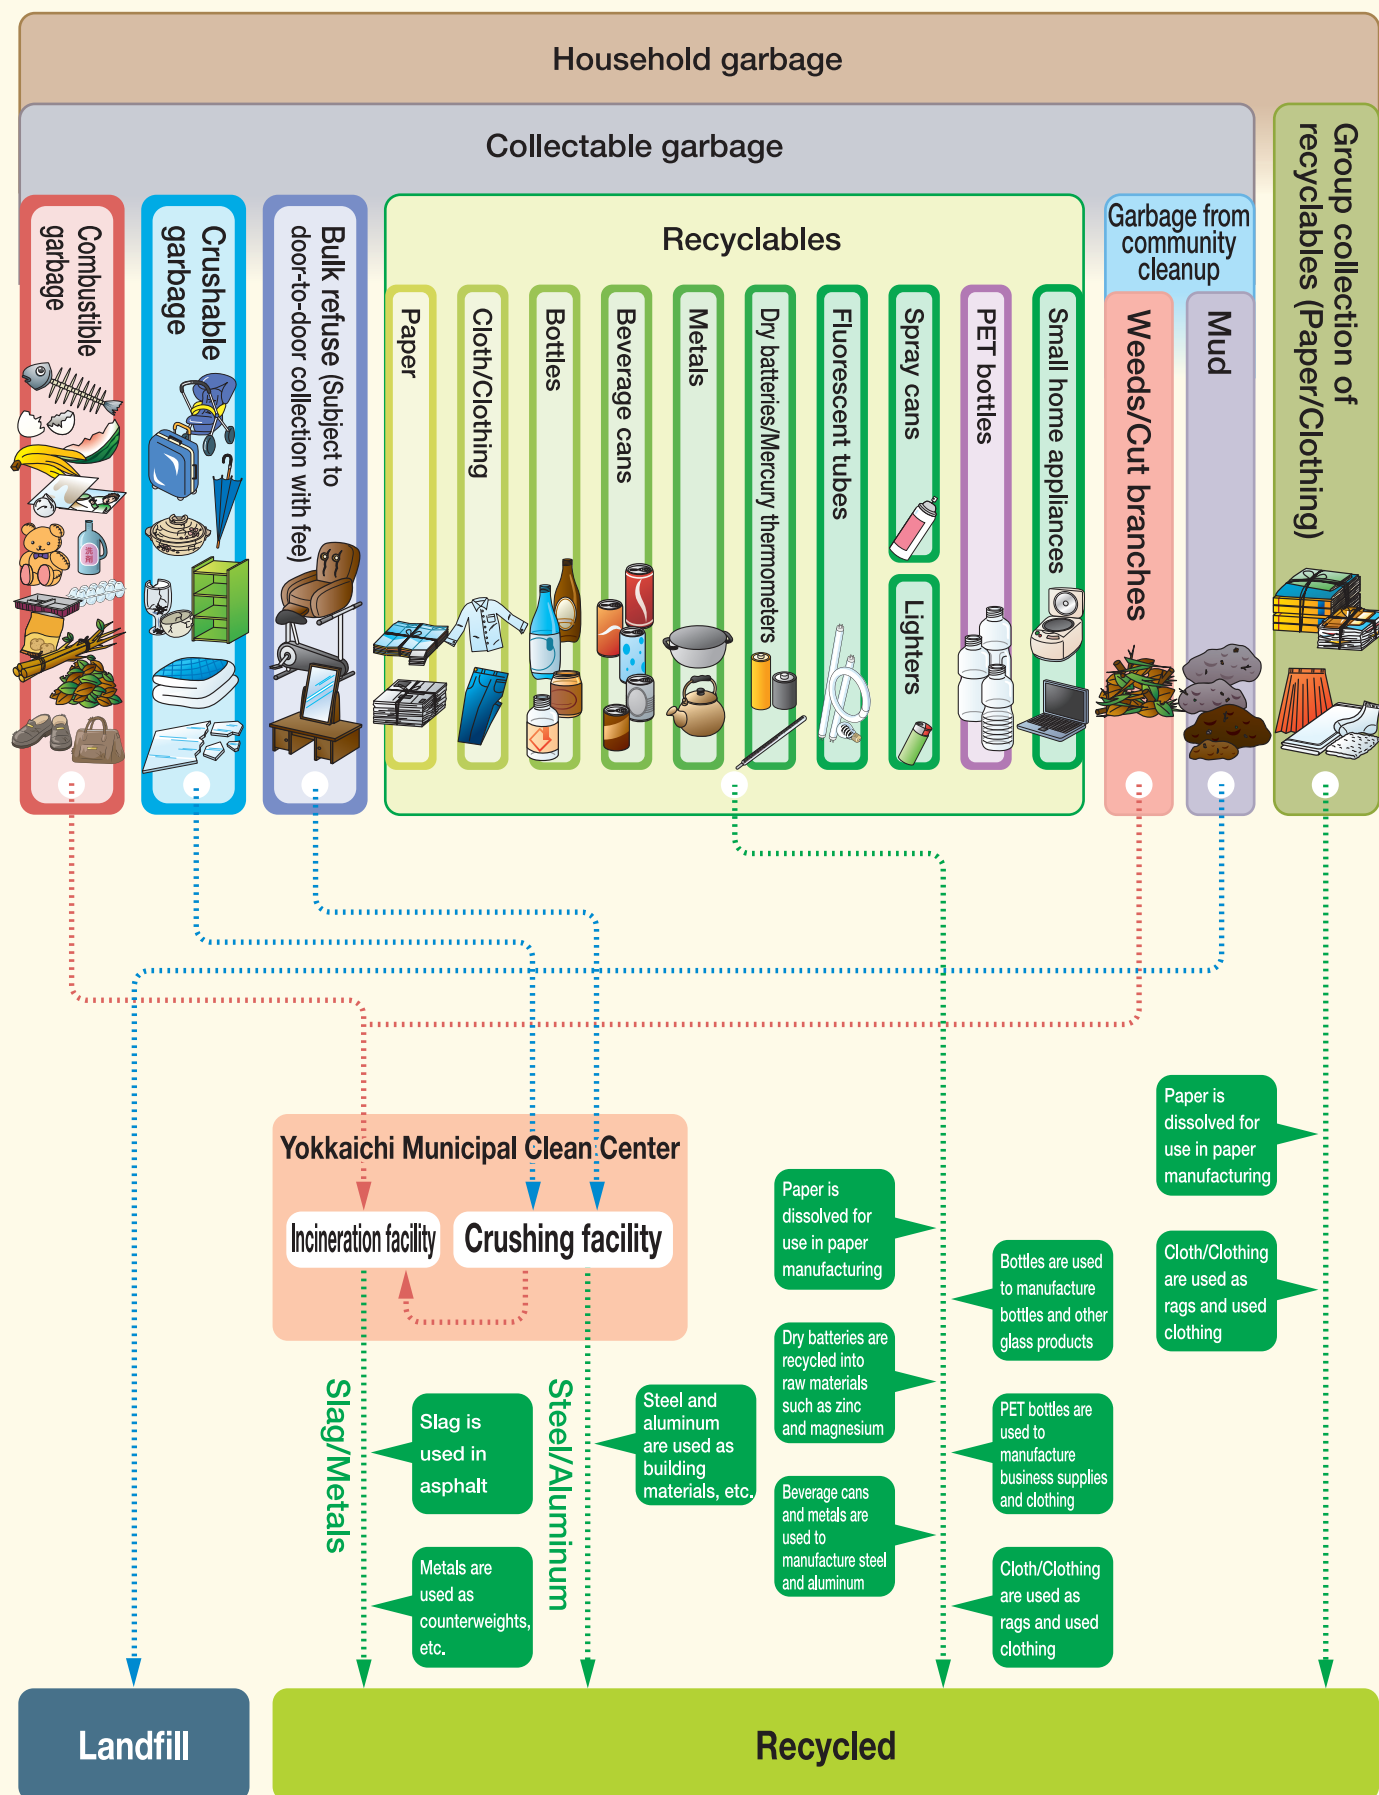 Household garbage
Collectable garbage
Group collection of
recyclables (Paper/Clothing)
Combustible
garbage
Crushable
garbage
Bulk refuse (Subject to
door-to-door collection with fee)
Recyclables
Paper
Cloth/Clothing
Bottles
Beverage cans
Metals
Dry batteries/Mercury thermometers
Fluorescent tubes
Spray cans
Lighters
PET bottles
Small home appliances
Garbage from
community
cleanup
Weeds/Cut branches
Mud
洗
剤
Yokkaichi Municipal Clean Center
Incineration facility
Crushing facility
Slag/Metals
Slag is
used in
asphalt
Metals are
used as
counterweights,
etc.
Steel/Aluminum
Steel and
aluminum
are used as
building
materials, etc.
Paper is
dissolved for
use in paper
manufacturing
Bottles are used
to manufacture
bottles and other
glass products
Dry batteries are
recycled into
raw materials
such as zinc
and magnesium
PET bottles are
used to
manufacture
business supplies
and clothing
Beverage cans
and metals are
used to
manufacture steel
and aluminum
Cloth/Clothing
are used as
rags and used
clothing
Paper is
dissolved for
use in paper
manufacturing
Cloth/Clothing
are used as
rags and used
clothing
Landfill
Recycled